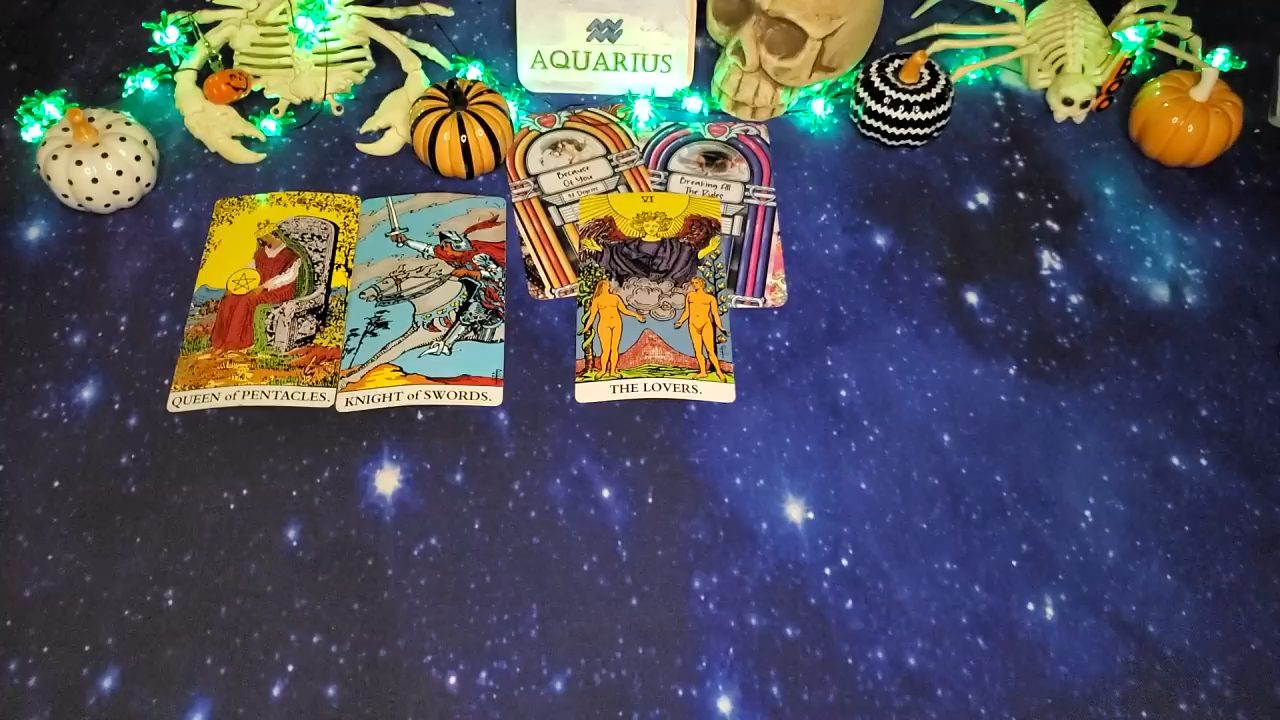 AQUARIUS
Because
Of You
Breaking All
The Rules
VI
QUEEN of PENTACLES.
KNIGHT of SWORDS.
THE LOVERS.